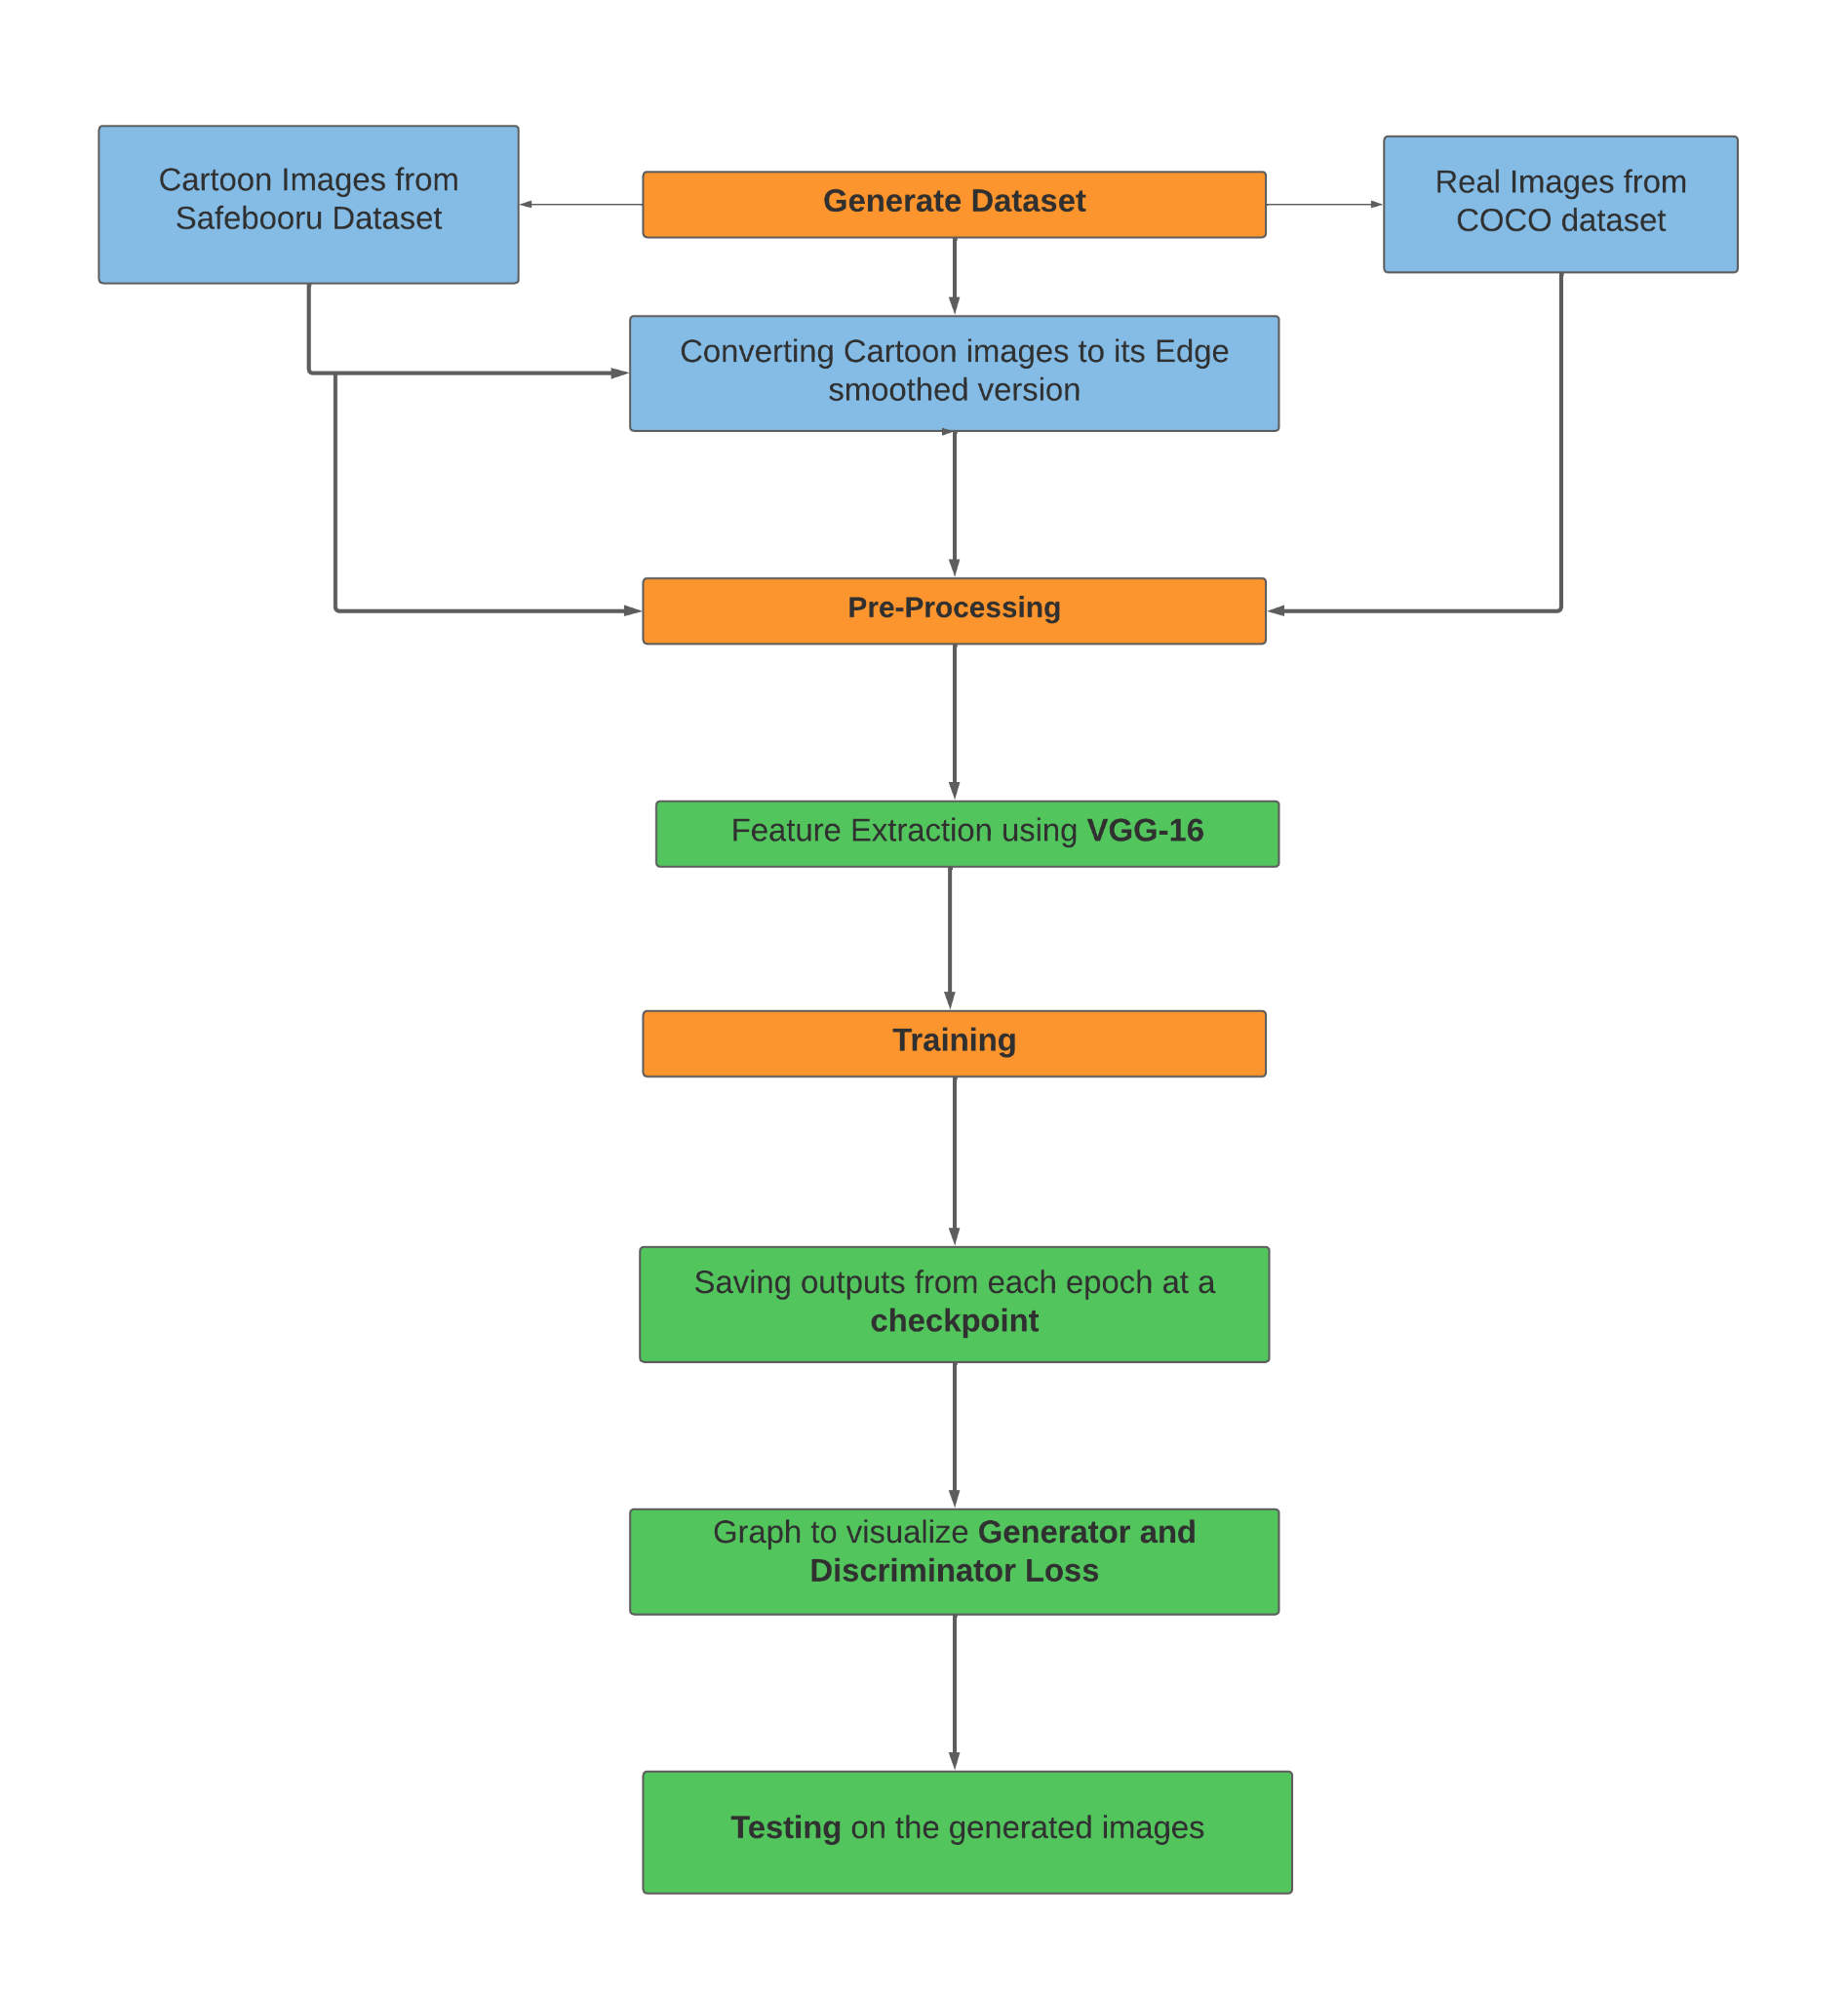 Cartoon Images from
Safebooru Dataset
Generate Dataset
Real Images from
COCO dataset
Converting Cartoon images to its Edge
smoothed version
Pre-Processing
Feature Extraction using VGG-16
Training
Saving outputs from each epoch at a
checkpoint
Graph to visualize Generator and
Discriminator Loss
Testing on the generated images